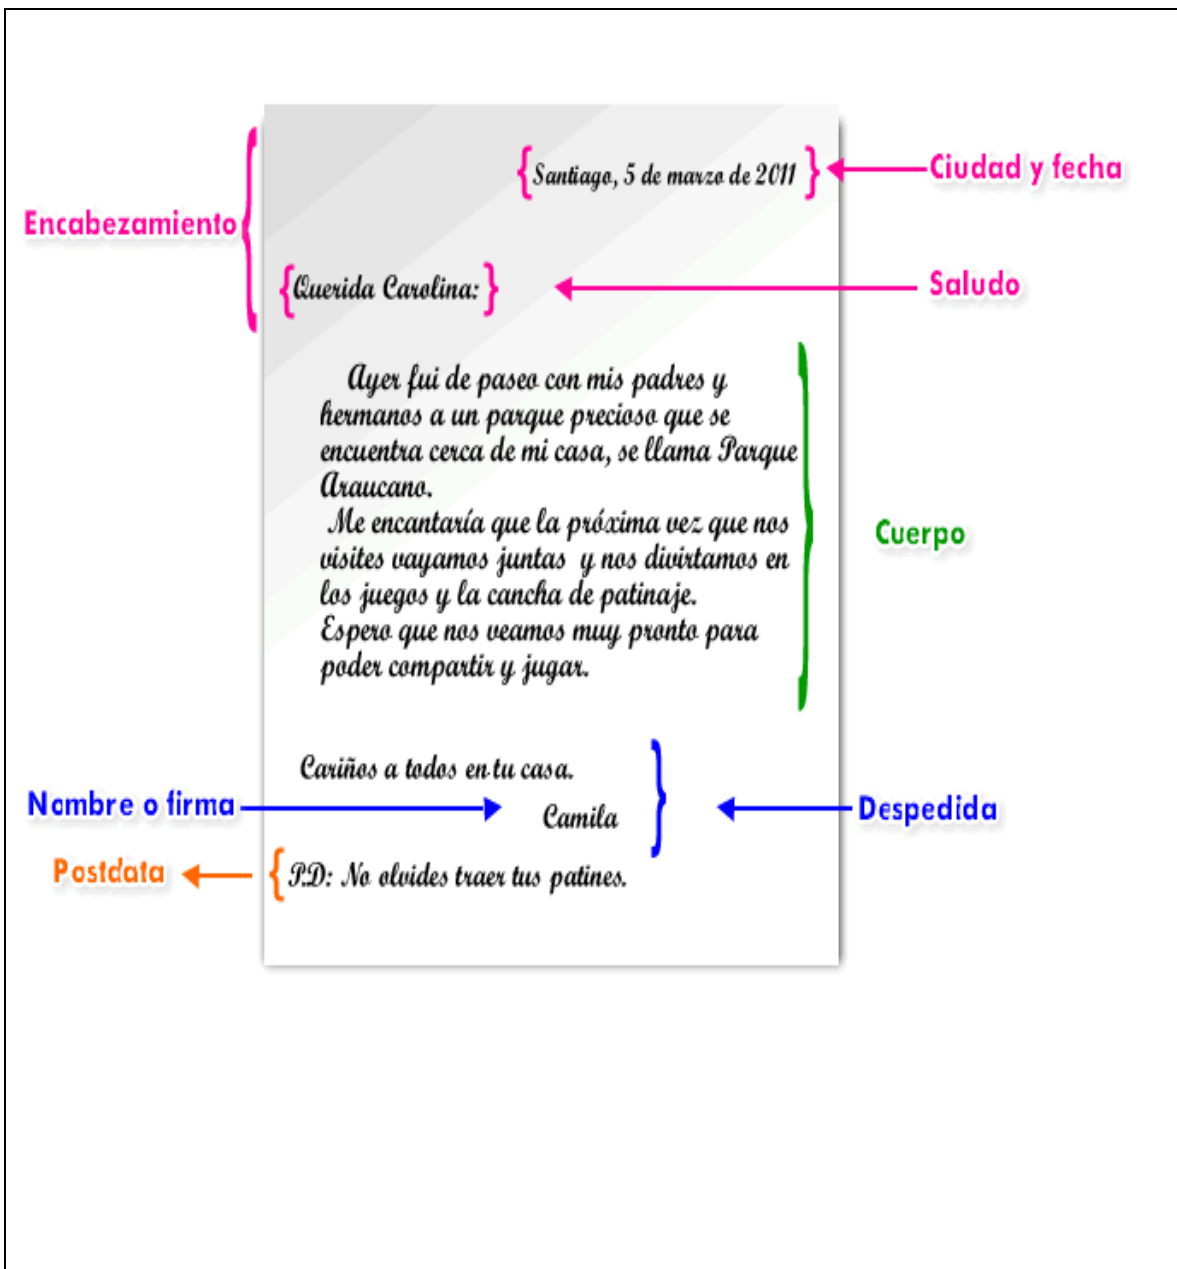 Santiago, 5 de marzo de 2011
Ciudad y fecha
Encabezamiento
Querida Carolina:
Saludo
Ayer fui de paseo con mis padres y
hermanos a un parque precioso que se
encuentra cerca de mi casa, se llama Parque
Araucano.
Me encantaría que la próxima vez que nos
visites vayamos juntas y nos divirtamos en
los juegos y la cancha de patinaje.
Espero que nos veamos muy pronto para
poder compartir y jugar.
Cuerpo
Cariños a todos en tu casa.
Nombre o firma
Camila
Despedida
Postdata
P.D: No olvides traer tus patines.